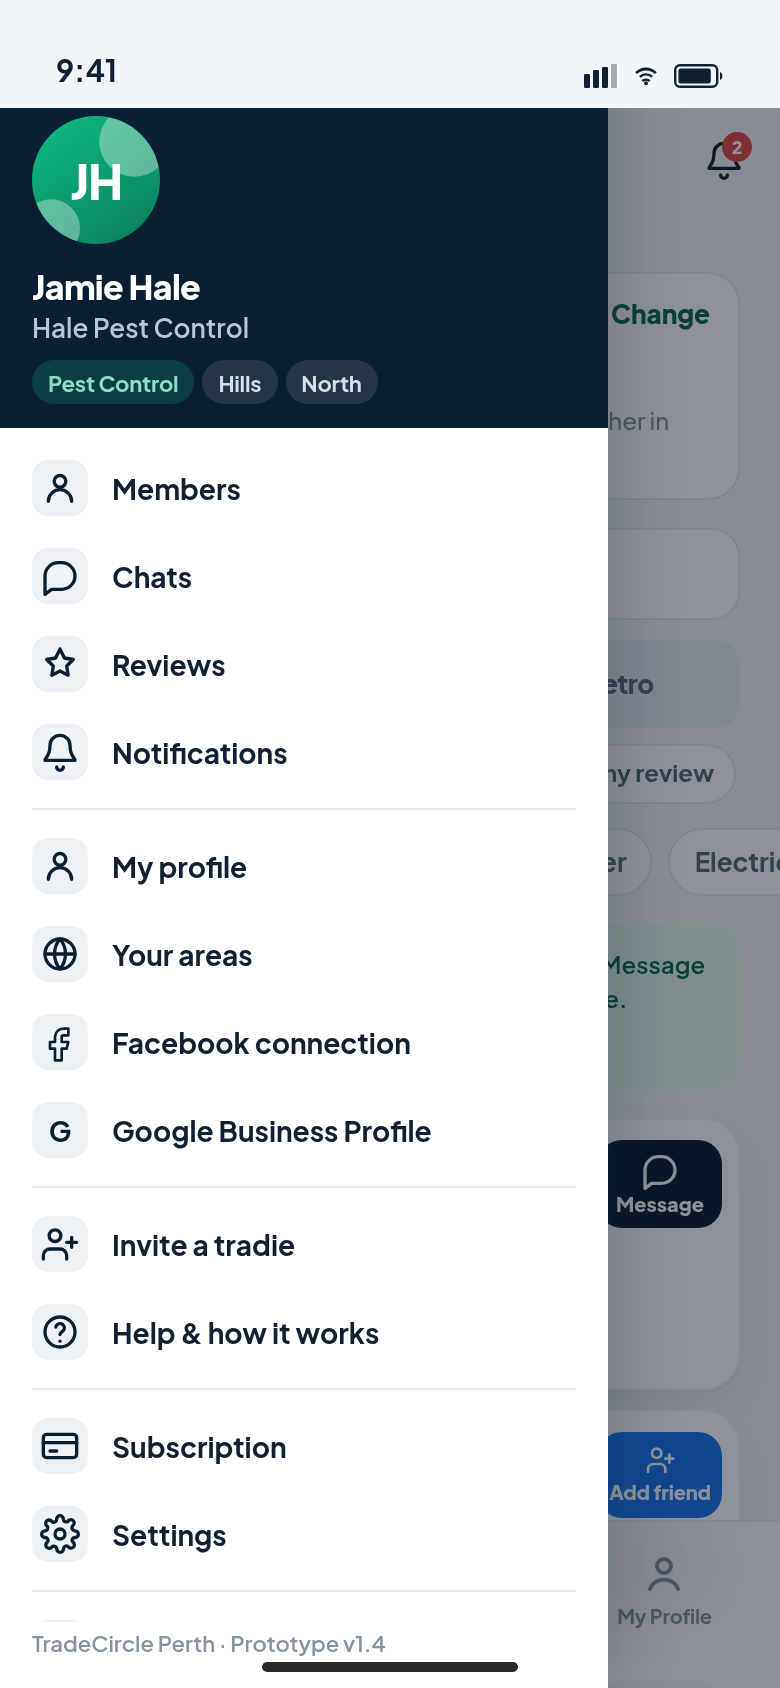 9:41
2
JH
Jamie Hale
Hale Pest Control
Pest Control Hills North
Change
her in
Members
Chats
Reviews
Notifications
etro
my review
My profile
er Electric
Your areas
Message
e.
Facebook connection
G Google Business Profile
Message
Invite a tradie
Help & how it works
Subscription
Add friend
Settings
My Profile
TradeCircle Perth · Prototype v1.4